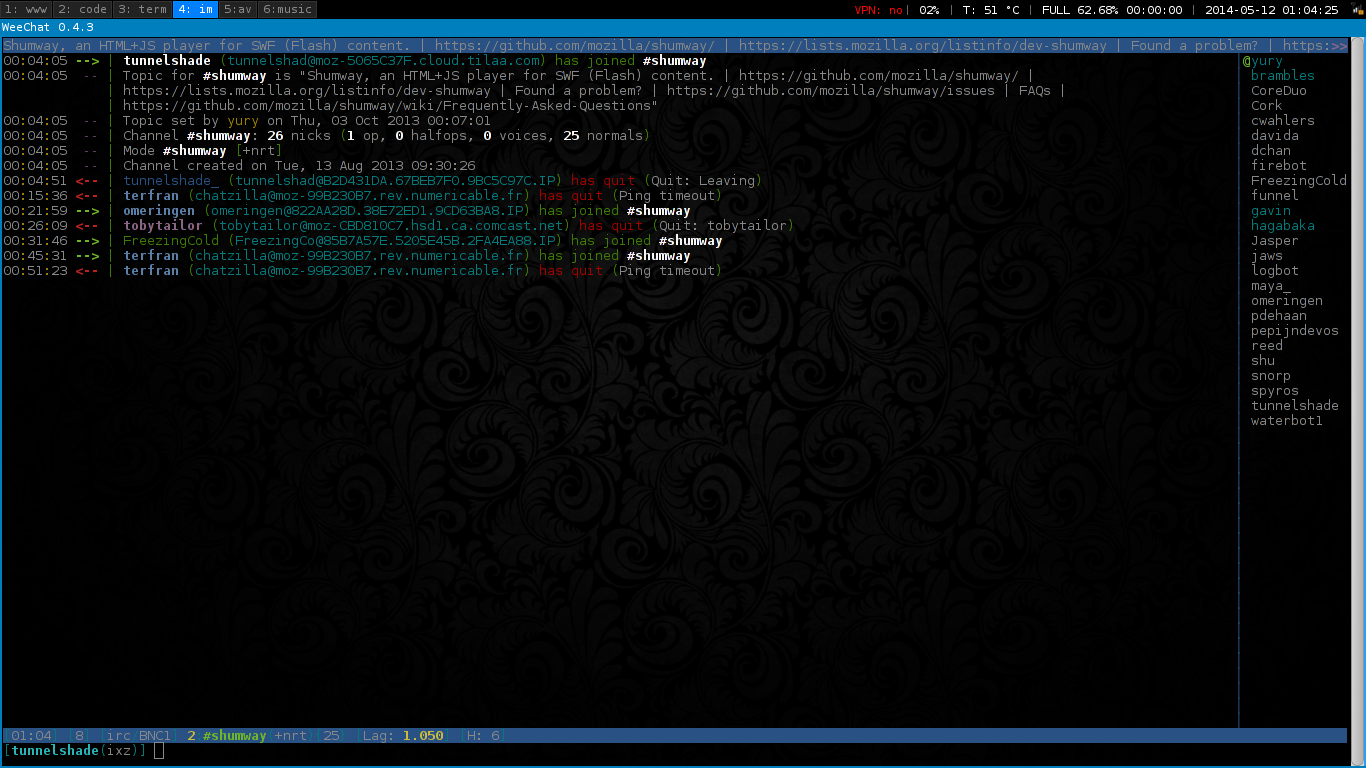 1: www 2: code 3: term 4: im 5:av 6:music VPN: no| 02% | T: 51 °C | FULL 62.68% 00:00:00 | 2014-05-12 01:04:25
WeeChat 0.4.3
Shumway, an HTML+JS player for SWF (Flash) content. | https://github.com/mozilla/shumway/ | https://lists.mozilla.org/listinfo/dev-shumway | Found a problem? | https:>>
00:04:05 --> | tunnelshade (tunnelshad@moz-5065C37F.cloud.tilaa.com) has joined #shumway
00:04:05 -- | Topic for #shumway is "Shumway, an HTML+JS player for SWF (Flash) content. | https://github.com/mozilla/shumway/ |
| https://lists.mozilla.org/listinfo/dev-shumway | Found a problem? | https://github.com/mozilla/shumway/issues | FAQs |
| https://github.com/mozilla/shumway/wiki/Frequently-Asked-Questions"
00:04:05 -- | Topic set by yury on Thu, 03 Oct 2013 00:07:01
00:04:05 -- | Channel #shumway: 26 nicks (1 op, 0 halfops, 0 voices, 25 normals)
00:04:05 -- | Mode #shumway [+nrt]
00:04:05 -- | Channel created on Tue, 13 Aug 2013 09:30:26
00:04:51 <-- | tunnelshade_ (tunnelshad@B2D431DA.67BEB7F0.9BC5C97C.IP) has quit (Quit: Leaving)
00:15:36 <-- | terfran (chatzilla@moz-99B230B7.rev.numericable.fr) has quit (Ping timeout)
00:21:59 --> | omeringen (omeringen@822AA28D.38E72ED1.9CD63BA8.IP) has joined #shumway
00:26:09 <-- | tobytailor (tobytailor@moz-CBD810C7.hsd1.ca.comcast.net) has quit (Quit: tobytailor)
00:31:46 --> | FreezingCold (FreezingCo@85B7A57E.5205E45B.2FA4EA88.IP) has joined #shumway
00:45:31 --> | terfran (chatzilla@moz-99B230B7.rev.numericable.fr) has joined #shumway
00:51:23 <-- | terfran (chatzilla@moz-99B230B7.rev.numericable.fr) has quit (Ping timeout)
@yury
brambles
CoreDuo
Cork
cwahlers
davida
dchan
firebot
FreezingCold
funnel
gavin
hagabaka
Jasper
jaws
logbot
maya_
omeringen
pdehaan
pepijndevos
reed
shu
snorp
spyros
tunnelshade
waterbot1
[01:04] [8] [irc/BNC1] 2:#shumway(+nrt){25} [Lag: 1.050] [H: 6]
[tunnelshade(ixz)]